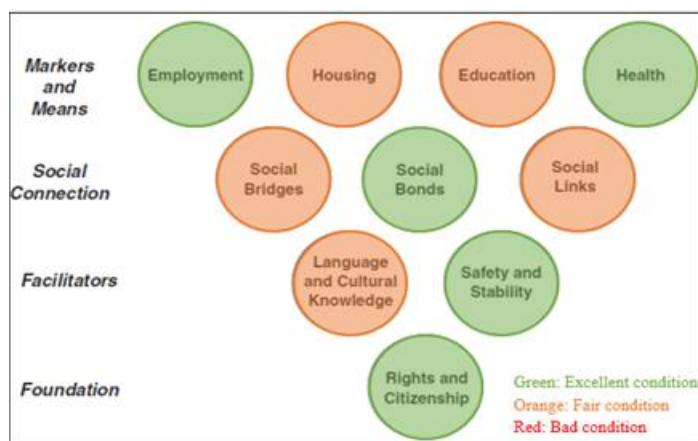 Markers
and
Means
Employment
Housing
Education
Health
Social
Connection
Social
Bridges
Social
Bonds
Social
Links
Facilitators
Language
and Cultural
Knowledge
Safety and
Stability
Foundation
Rights and
Citizenship
Green: Excellent condition
Orange: Fair condition
Red: Bad condition